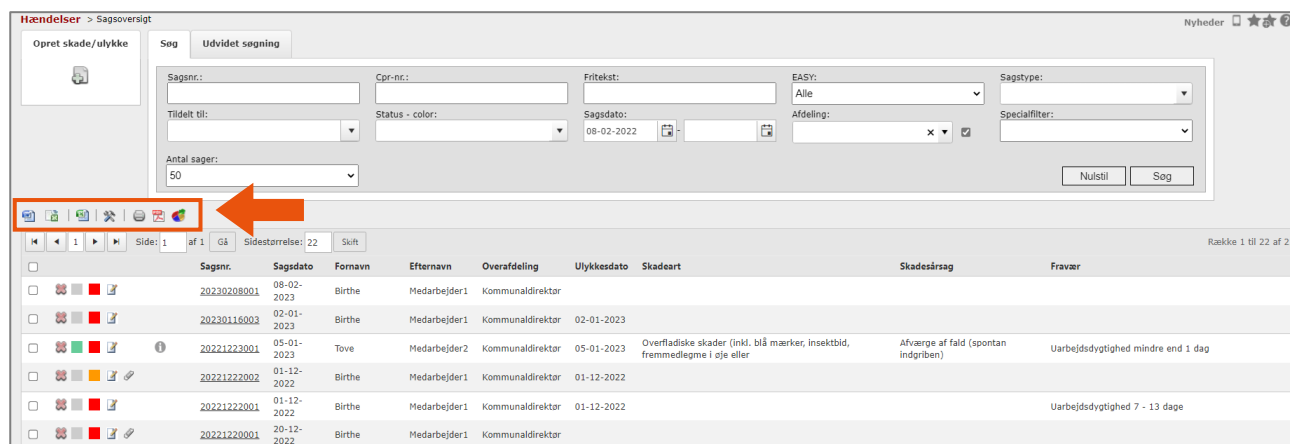 Hændelser > Sagsoversigt
Nyheder
Opret skade/ulykke
Søg Udvidet søgning
Sagsnr.: Cpr-nr.: Fritekst: EASY: Sagstype:
Alle
Tildelt til: Status - color: Sagsdato: Afdeling: Specialfilter:
08-02-2022 -
Antal sager:
50
Nulstil Søg
1 Side: 1 af 1 Gå Sidestørrelse: 22 Skift Række 1 til 22 af 2
Sagsnr. Sagsdato Fornavn Efternavn Overafdeling Ulykkesdato Skadeart Skadesårsag Fravær
20230208001 08-02-2023 Birthe Medarbejder1 Kommunaldirektør
20230116003 02-01-2023 Birthe Medarbejder1 Kommunaldirektør 02-01-2023
20221223001 05-01-2023 Tove Medarbejder2 Kommunaldirektør 05-01-2023 Overfladiske skader (inkl. blå mærker, insektbid, fremmedlegme i øje eller Afværge af fald (spontan indgriben) Uarbejdsdygtighed mindre end 1 dag
20221222002 01-12-2022 Birthe Medarbejder1 Kommunaldirektør 01-12-2022
20221222001 01-12-2022 Birthe Medarbejder1 Kommunaldirektør 01-12-2022 Uarbejdsdygtighed 7 - 13 dage
20221220001 20-12-2022 Birthe Medarbejder1 Kommunaldirektør